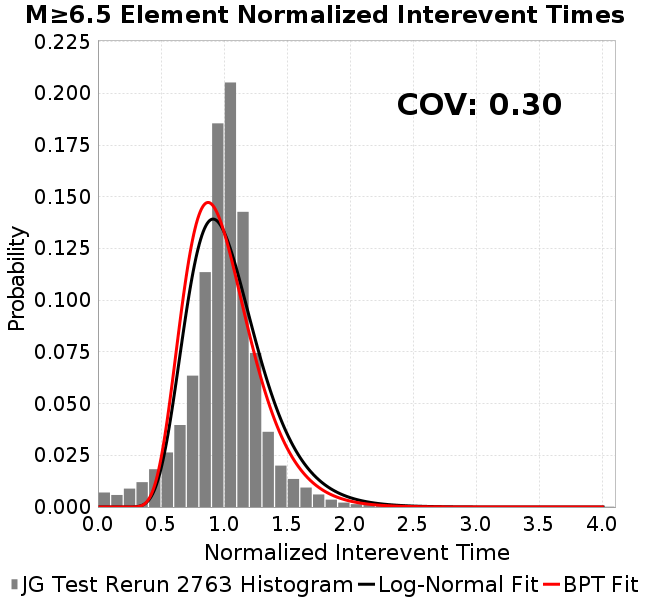 M≥6.5 Element Normalized Interevent Times
COV: 0.30
Probability
0.225
0.200
0.175
0.150
0.125
0.100
0.075
0.050
0.025
0.000
0.0 0.5 1.0 1.5 2.0 2.5 3.0 3.5 4.0
Normalized Interevent Time
JG Test Rerun 2763 Histogram Log-Normal Fit BPT Fit